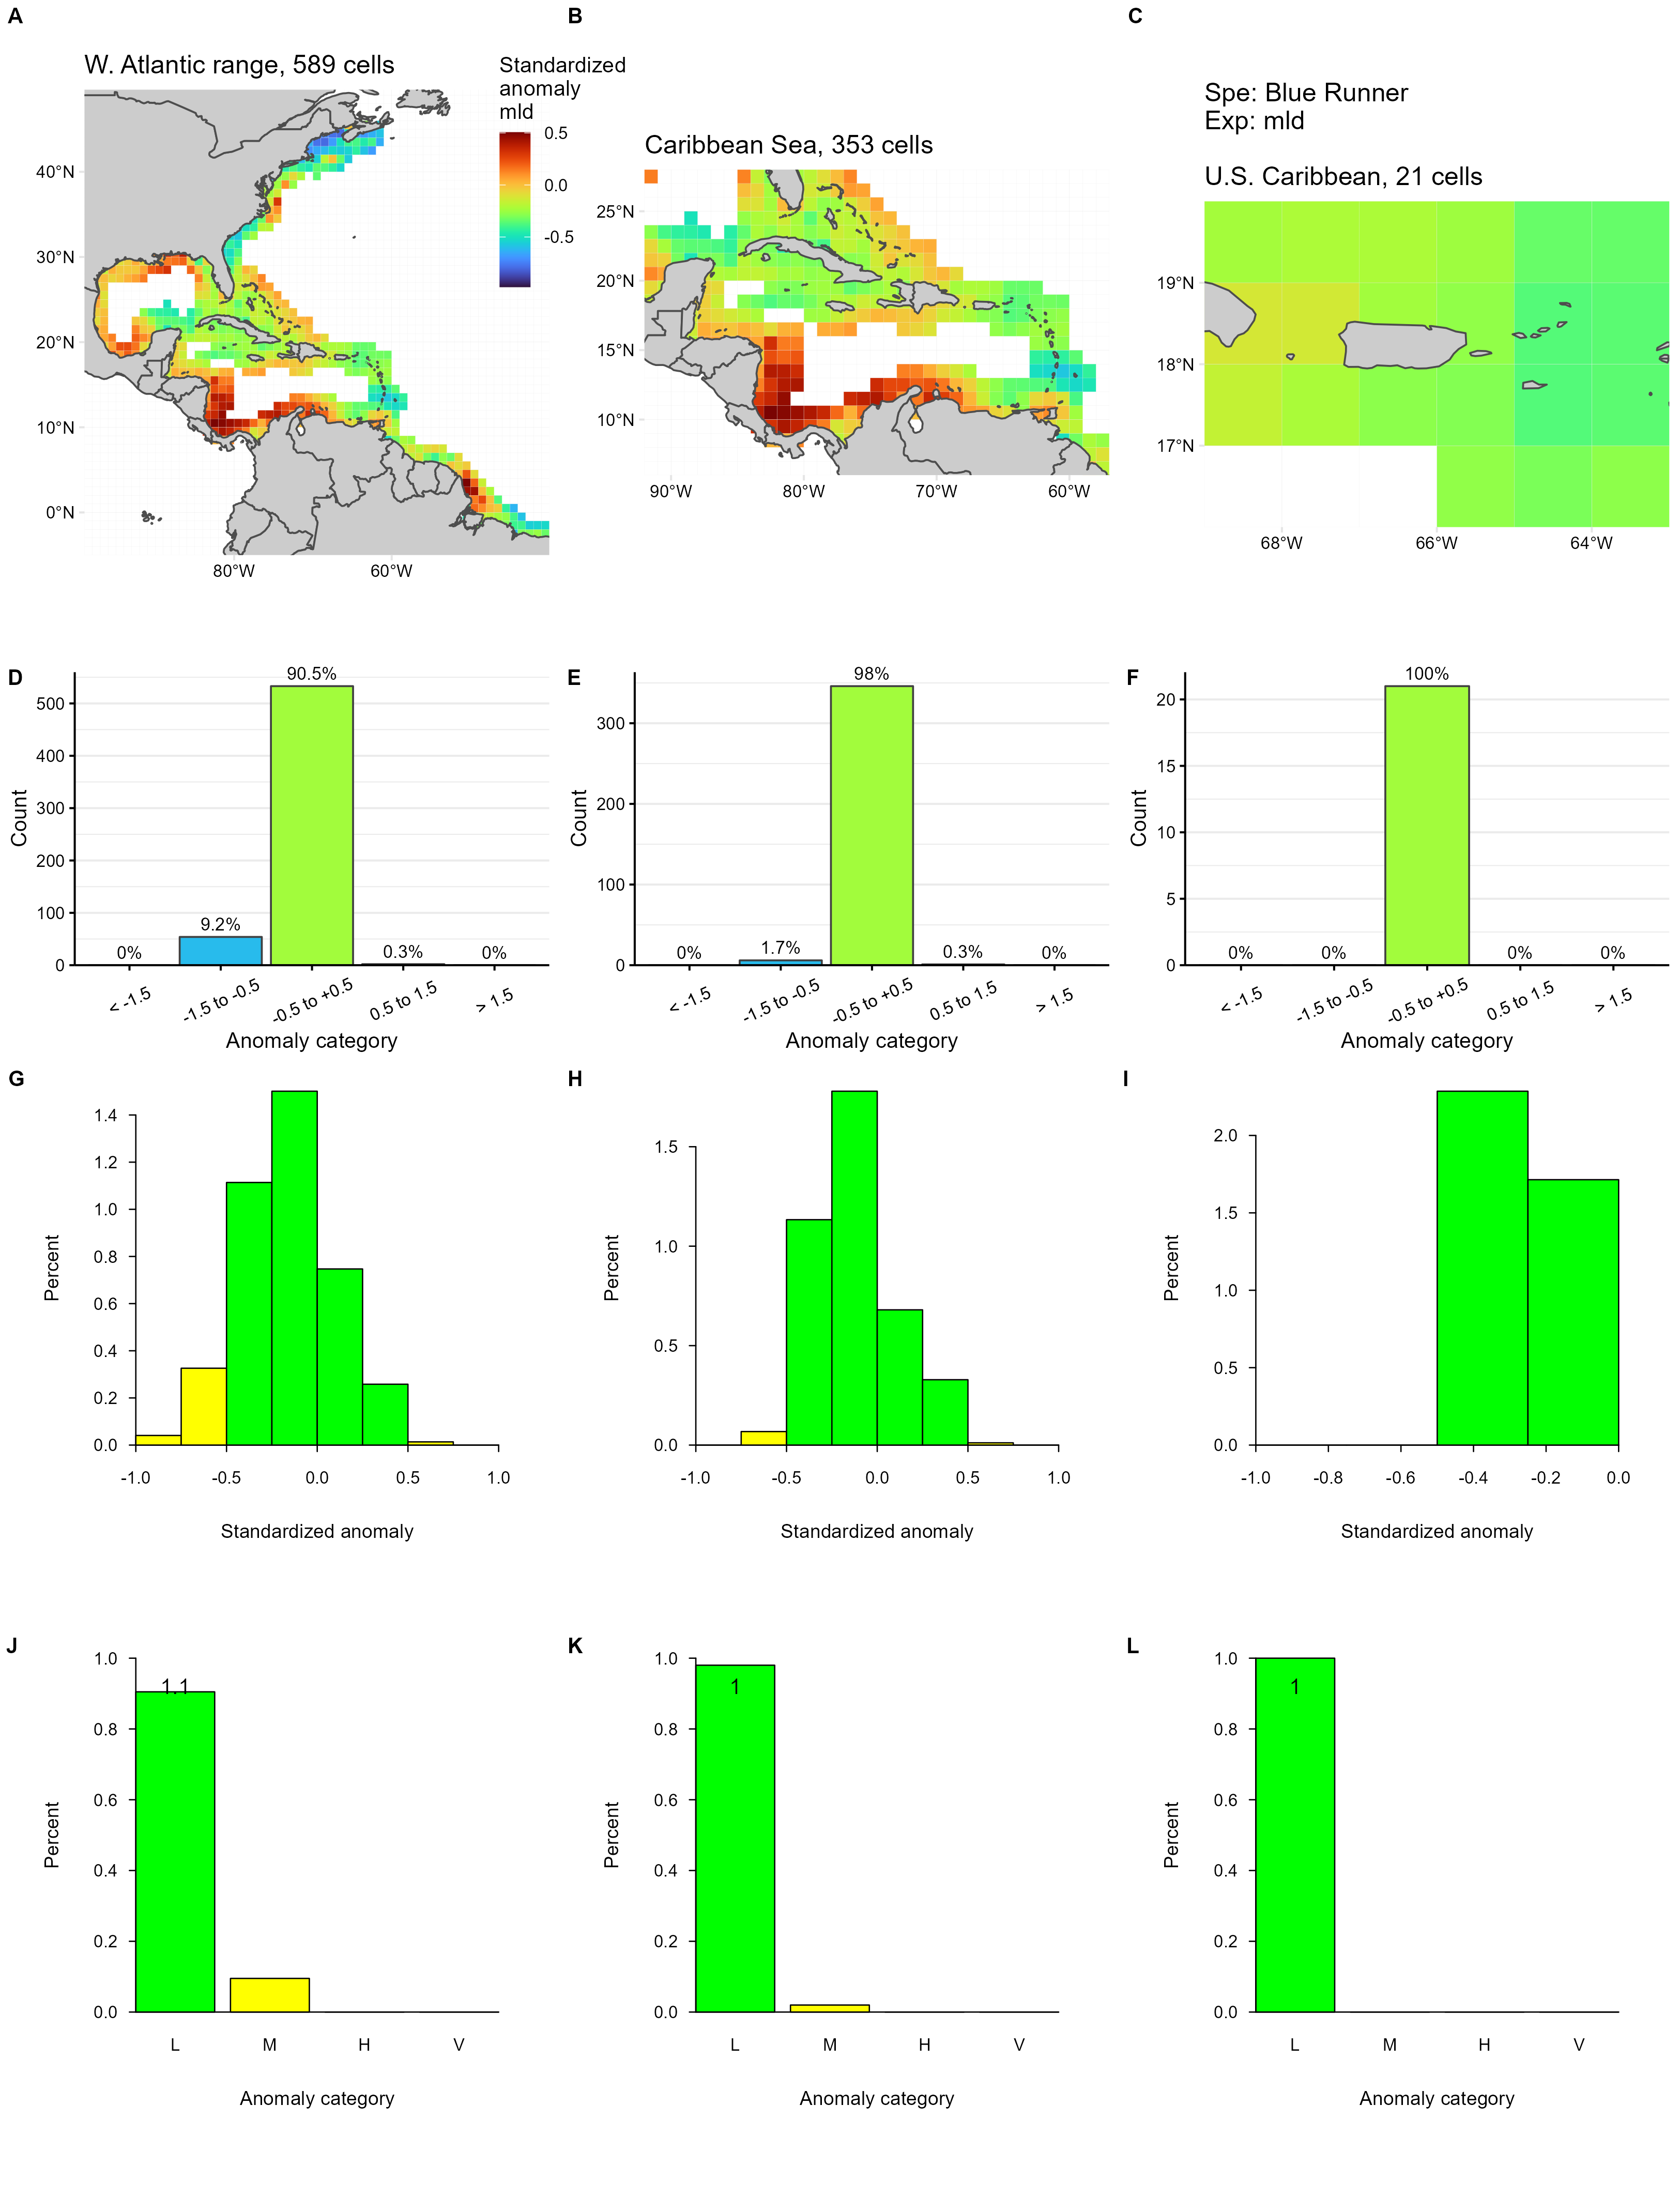 A
B
C
W. Atlantic range, 589 cells
Standardized
anomaly
mld
0.5
0.0
-0.5
40°N
30°N
20°N
10°N
0°N
80°W
60°W
Caribbean Sea, 353 cells
25°N
20°N
15°N
10°N
90°W
80°W
70°W
60°W
Spe: Blue Runner
Exp: mld
U.S. Caribbean, 21 cells
19°N
18°N
17°N
68°W
66°W
64°W
D
500
400
300
200
100
0
Count
0%
9.2%
90.5%
0.3%
0%
< -1.5
-1.5 to -0.5
-0.5 to +0.5
0.5 to 1.5
> 1.5
Anomaly category
E
300
200
100
0
Count
0%
1.7%
98%
0.3%
0%
< -1.5
-1.5 to -0.5
-0.5 to +0.5
0.5 to 1.5
> 1.5
Anomaly category
F
20
15
10
5
0
Count
0%
0%
100%
0%
0%
< -1.5
-1.5 to -0.5
-0.5 to +0.5
0.5 to 1.5
> 1.5
Anomaly category
G
1.4
1.2
1.0
0.8
0.6
0.4
0.2
0.0
Percent
-1.0
-0.5
0.0
0.5
1.0
Standardized anomaly
H
1.5
1.0
0.5
0.0
Percent
-1.0
-0.5
0.0
0.5
1.0
Standardized anomaly
I
2.0
1.5
1.0
0.5
0.0
Percent
-1.0
-0.8
-0.6
-0.4
-0.2
0.0
Standardized anomaly
J
1.0
0.8
0.6
0.4
0.2
0.0
Percent
1.1
L
M
H
V
Anomaly category
K
1.0
0.8
0.6
0.4
0.2
0.0
Percent
1
L
M
H
V
Anomaly category
L
1.0
0.8
0.6
0.4
0.2
0.0
Percent
1
L
M
H
V
Anomaly category